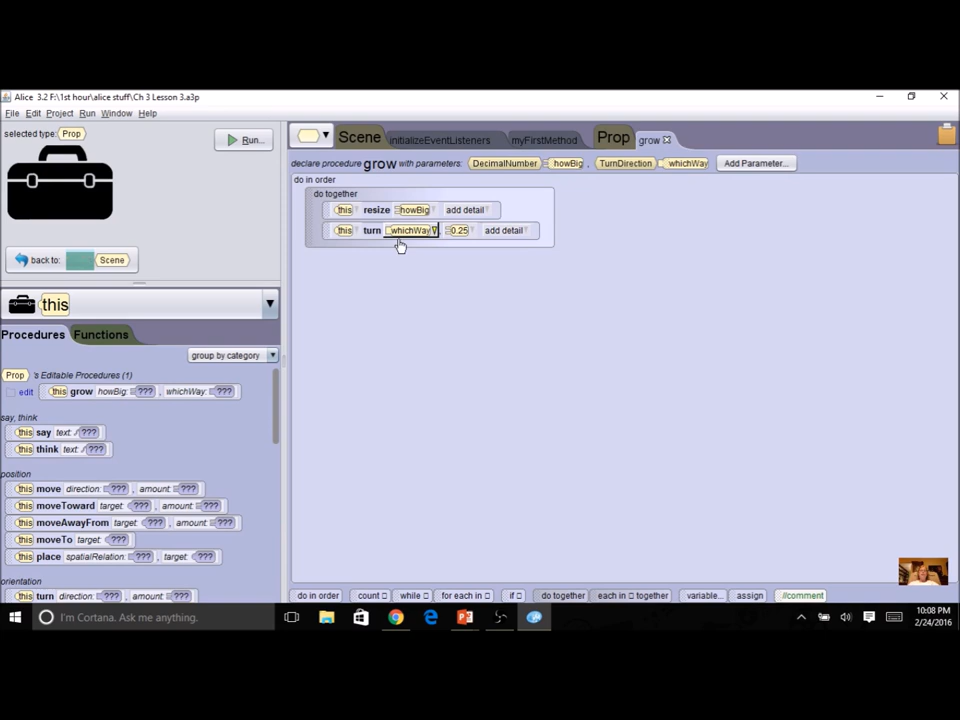 Alice 3.2 F:\1st hour\alice stuff\Ch 3 Lesson 3.a3p
File Edit Project Run Window Help
selected type: Prop
Run...
back to: Scene
this
Procedures Functions
group by category
Prop 's Editable Procedures (1)
edit this grow howBig: ??? , whichWay: ???
say, think
this say text: ???
this think text: ???
position
this move direction: ??? , amount: ???
this moveToward target: ??? , amount: ???
this moveAwayFrom target: ??? , amount: ???
this moveTo target: ???
this place spatialRelation: ??? , target: ???
orientation
this turn direction: ??? , amount: ???
Scene initializeEventListeners myFirstMethod Prop grow
declare procedure grow with parameters: DecimalNumber howBig , TurnDirection whichWay Add Parameter...
do in order
do together
this resize howBig add detail
this turn whichWay , 0.25 add detail
do in order count while for each in if do together each in together variable... assign //comment
I'm Cortana. Ask me anything.
10:08 PM
2/24/2016